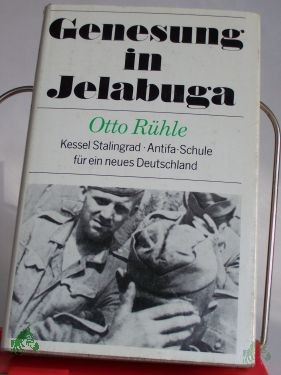 Genesung
in
Jelabuga
Otto Rühle
Kessel Stalingrad · Antifa-Schule
für ein neues Deutschland